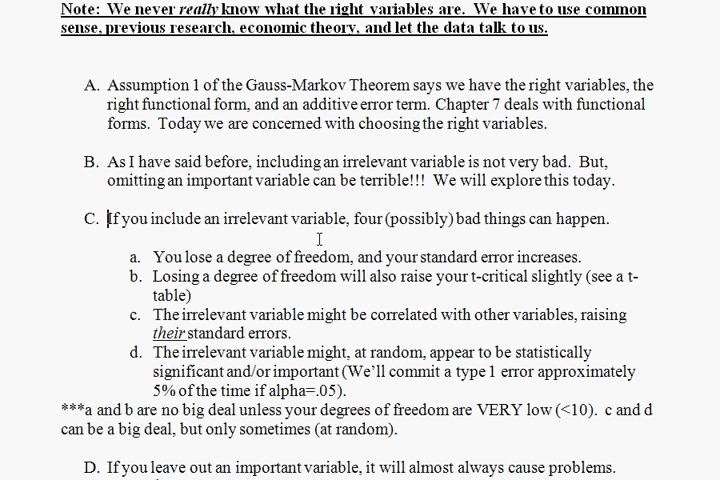 Note: We never really know what the right variables are. We have to use common
sense, previous research, economic theory, and let the data talk to us.
A. Assumption 1 of the Gauss-Markov Theorem says we have the right variables, the
right functional form, and an additive error term. Chapter 7 deals with functional
forms. Today we are concerned with choosing the right variables.
B. As I have said before, including an irrelevant variable is not very bad. But,
omitting an important variable can be terrible!!! We will explore this today.
C. If you include an irrelevant variable, four (possibly) bad things can happen.
a. You lose a degree of freedom, and your standard error increases.
b. Losing a degree of freedom will also raise your t-critical slightly (see a t-
table)
c. The irrelevant variable might be correlated with other variables, raising
their standard errors.
d. The irrelevant variable might, at random, appear to be statistically
significant and/or important (We'll commit a type 1 error approximately
5% of the time if alpha=.05).
***a and b are no big deal unless your degrees of freedom are VERY low (<10). c and d
can be a big deal, but only sometimes (at random).
D. If you leave out an important variable, it will almost always cause problems.